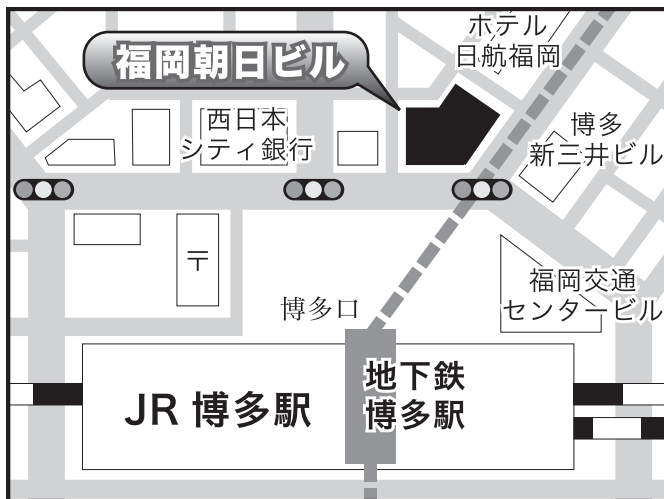 ホテル
日航福岡
福岡朝日ビル
西日本
シティ銀行
博多
新三井ビル
〒
福岡交通
センタービル
博多口
地下鉄
博多駅
JR 博多駅